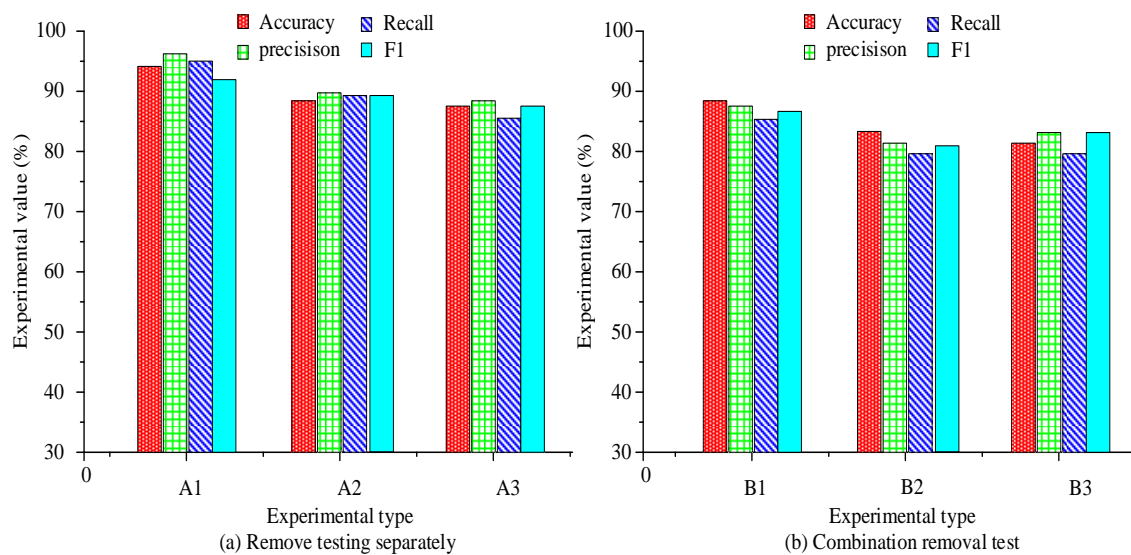 Accuracy
Recall
precisison
F1
100
90
80
70
60
50
40
30
0
Experimental value (%)
A1
A2
A3
Experimental type
(a) Remove testing separately
Accuracy
Recall
precisison
F1
100
90
80
70
60
50
40
30
0
Experimental value (%)
B1
B2
B3
Experimental type
(b) Combination removal test